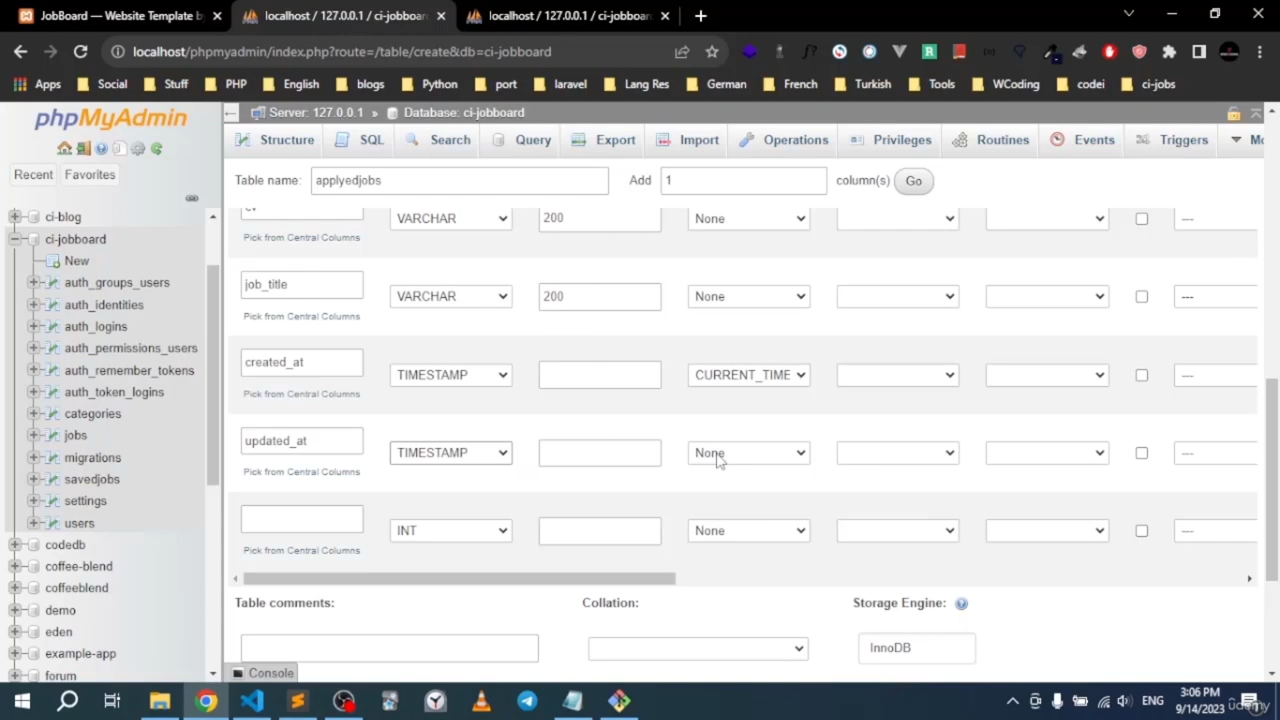 JobBoard — Website Template by
localhost / 127.0.0.1 / ci-jobboard
localhost / 127.0.0.1 / ci-jobboard
localhost/phpmyadmin/index.php?route=/table/create&db=ci-jobboard
Apps Social Stuff PHP English blogs Python port laravel Lang Res German French Turkish Tools WCoding codei ci-jobs
phpMyAdmin
Server: 127.0.0.1 » Database: ci-jobboard
Structure SQL Search Query Export Import Operations Privileges Routines Events Triggers Mo
Recent Favorites
Table name: applyedjobs Add 1 column(s) Go
ci-blog
ci-jobboard
New
auth_groups_users
auth_identities
auth_logins
auth_permissions_users
auth_remember_tokens
auth_token_logins
categories
jobs
migrations
savedjobs
settings
users
codedb
coffee-blend
coffeeblend
demo
eden
example-app
forum
VARCHAR 200 None ---
Pick from Central Columns
job_title VARCHAR 200 None ---
Pick from Central Columns
created_at TIMESTAMP CURRENT_TIME ---
Pick from Central Columns
updated_at TIMESTAMP None ---
Pick from Central Columns
INT None ---
Pick from Central Columns
Table comments: Collation: Storage Engine:
InnoDB
Console
ENG
3:06 PM
9/14/2023
udemy